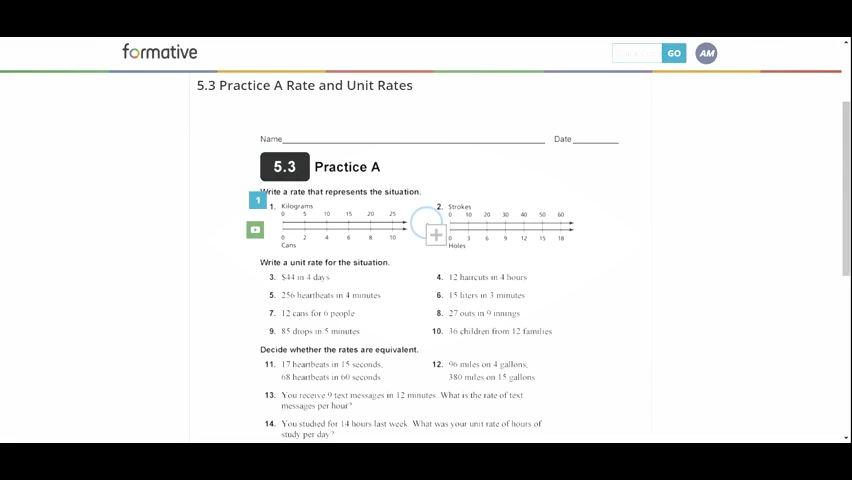 formative
GO
AM
5.3 Practice A Rate and Unit Rates
Name Date
5.3 Practice A
Write a rate that represents the situation.
1
1. Kilograms
0 5 10 15 20 25
0 2 4 6 8 10
Cans
2. Strokes
0 10 20 30 40 50 60
0 3 6 9 12 15 18
Holes
Write a unit rate for the situation.
3. $44 in 4 days
4. 12 haircuts in 4 hours
5. 256 heartbeats in 4 minutes
6. 15 liters in 3 minutes
7. 12 cans for 6 people
8. 27 outs in 9 innings
9. 85 drops in 5 minutes
10. 36 children from 12 families
Decide whether the rates are equivalent.
11. 17 heartbeats in 15 seconds,
68 heartbeats in 60 seconds
12. 96 miles on 4 gallons,
380 miles on 15 gallons
13. You receive 9 text messages in 12 minutes. What is the rate of text
messages per hour?
14. You studied for 14 hours last week. What was your unit rate of hours of
study per day?